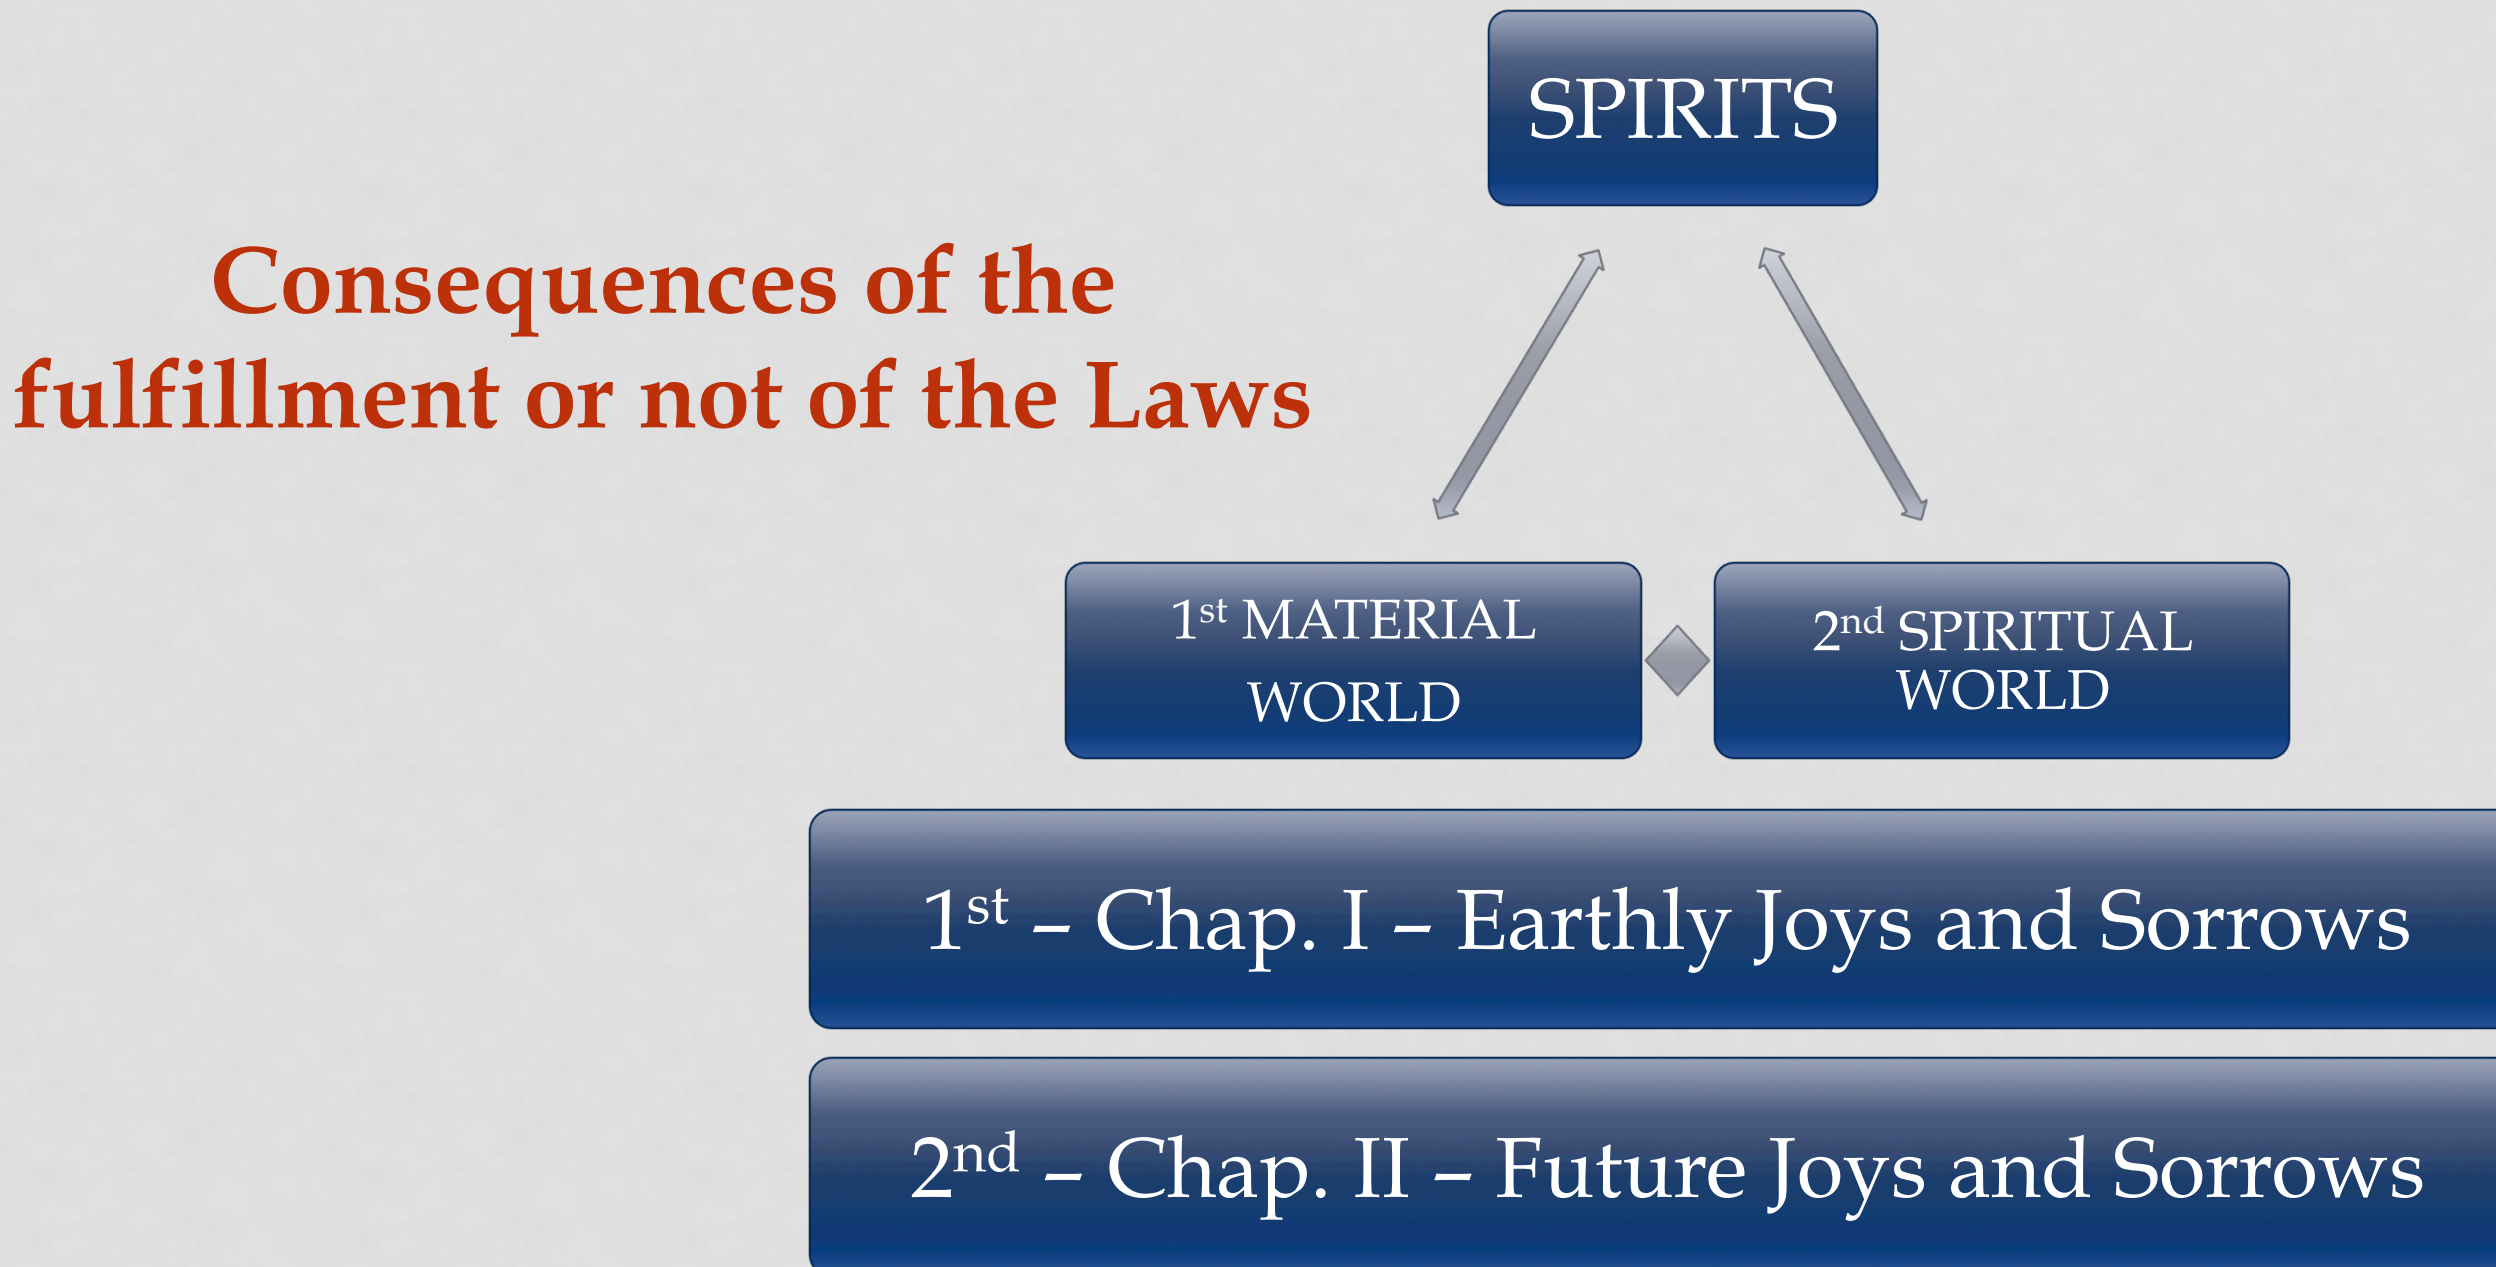 SPIRITS
Consequences of the
fulfillment or not of the Laws
1st MATERIAL
WORLD
2nd SPIRITUAL
WORLD
1st – Chap. I – Earthly Joys and Sorrows
2nd – Chap. II – Future Joys and Sorrows